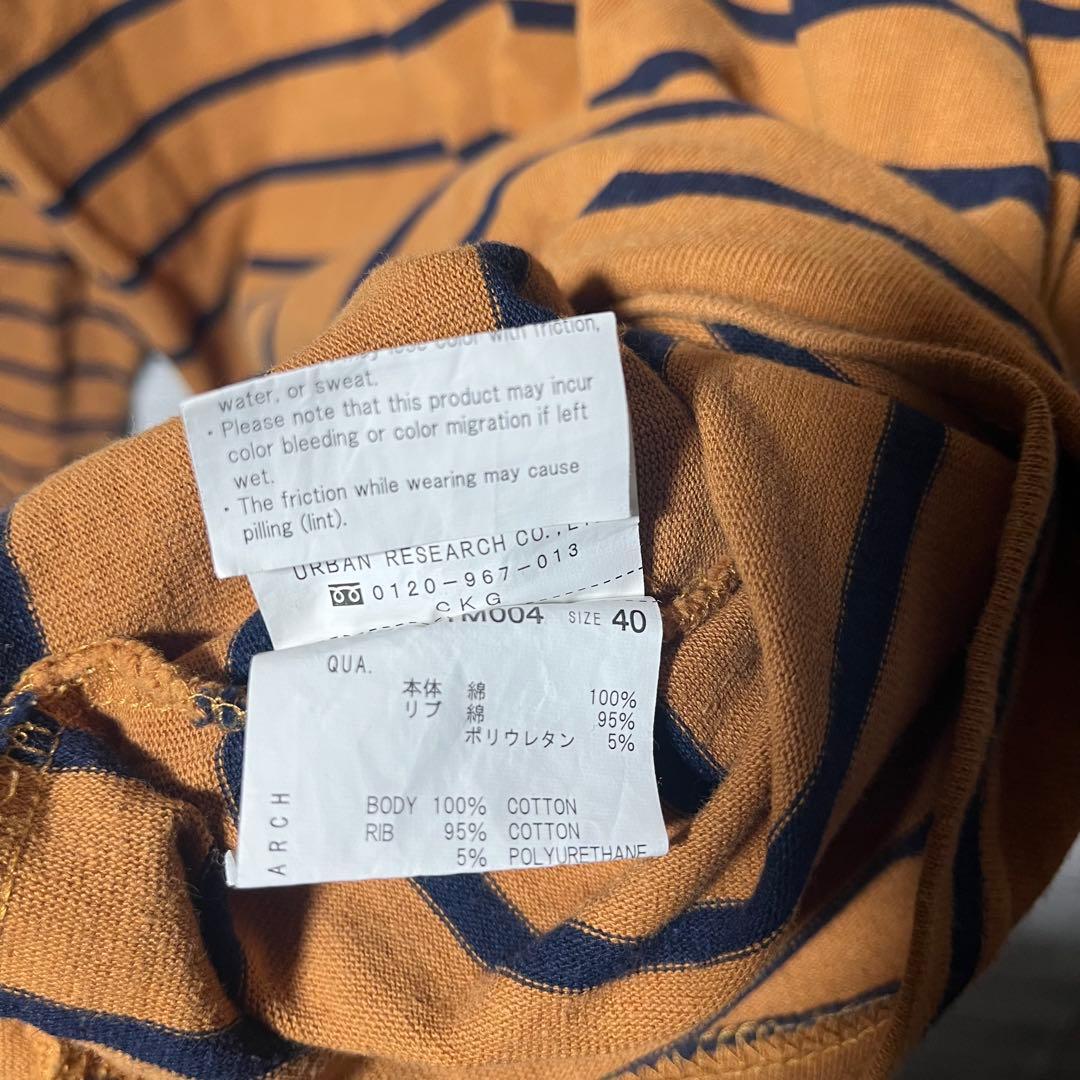 with friction,
water, or sweat.
・Please note that this product may incur
color bleeding or color migration if left
wet.
・The friction while wearing may cause
pilling (lint).
URBAN RESEARCH CO.,
0120-967-013
CKG
M004 SIZE 40
QUA.
本体 綿 100%
リブ 綿 95%
ポリウレタン 5%
BODY 100% COTTON
RIB 95% COTTON
5% POLYURETHANE
ARCH